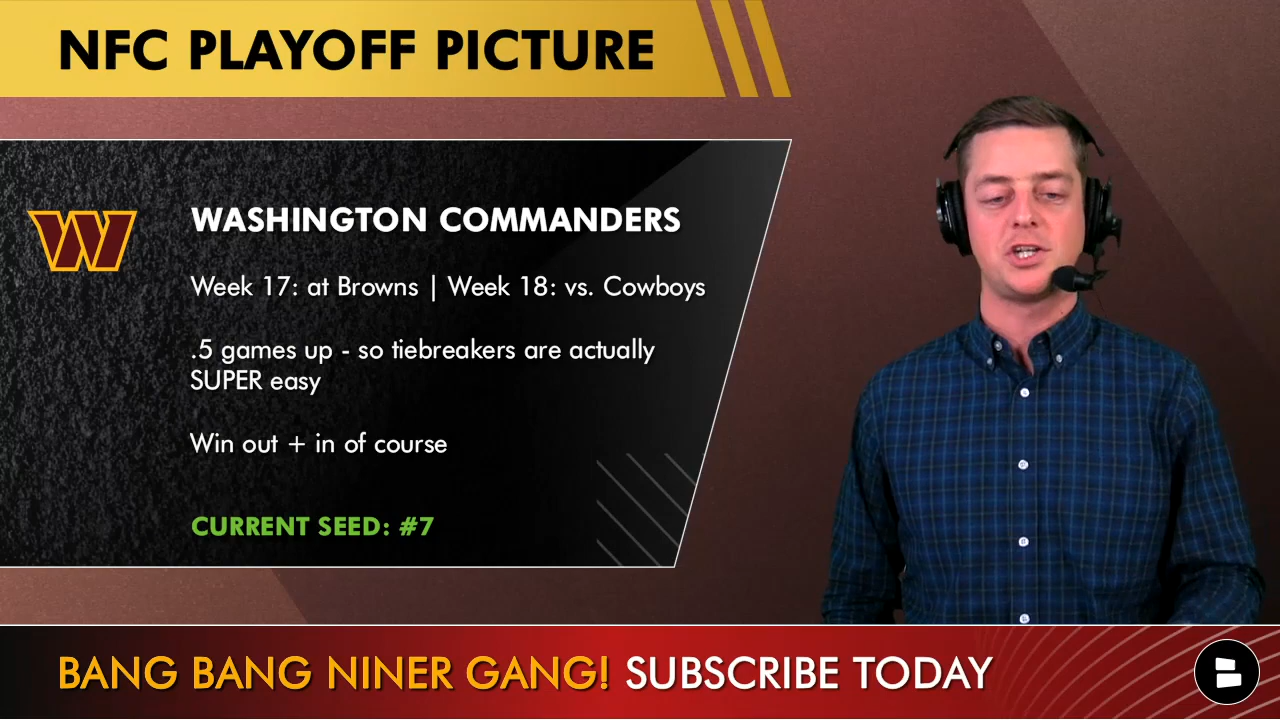 NFC PLAYOFF PICTURE
WASHINGTON COMMANDERS
Week 17: at Browns | Week 18: vs. Cowboys
.5 games up - so tiebreakers are actually
SUPER easy
Win out + in of course
CURRENT SEED: #7
BANG BANG NINER GANG! SUBSCRIBE TODAY